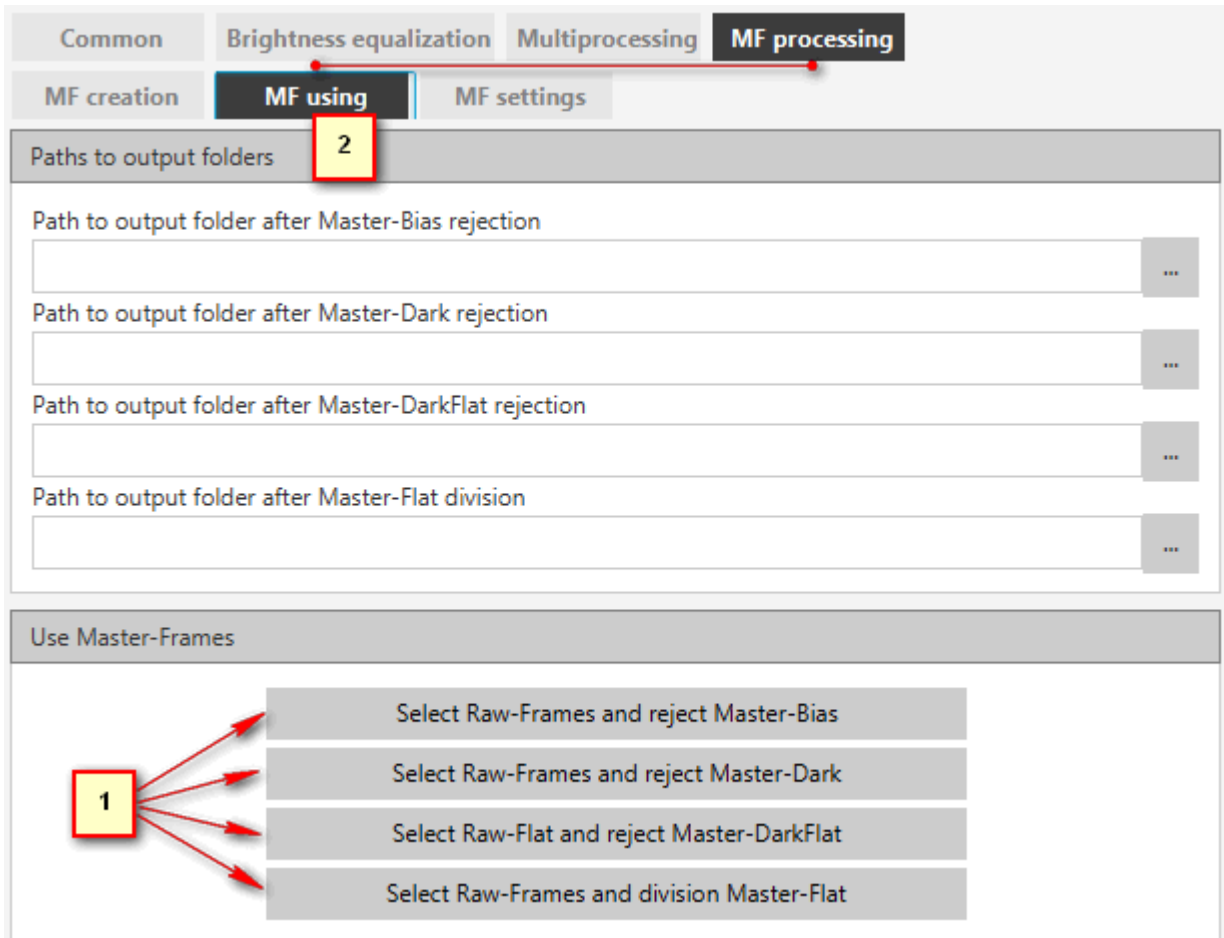 Common Brightness equalization Multiprocessing MF processing
MF creation MF using MF settings
2
Paths to output folders
Path to output folder after Master-Bias rejection
...
Path to output folder after Master-Dark rejection
...
Path to output folder after Master-DarkFlat rejection
...
Path to output folder after Master-Flat division
...
Use Master-Frames
Select Raw-Frames and reject Master-Bias
Select Raw-Frames and reject Master-Dark
1
Select Raw-Flat and reject Master-DarkFlat
Select Raw-Frames and division Master-Flat